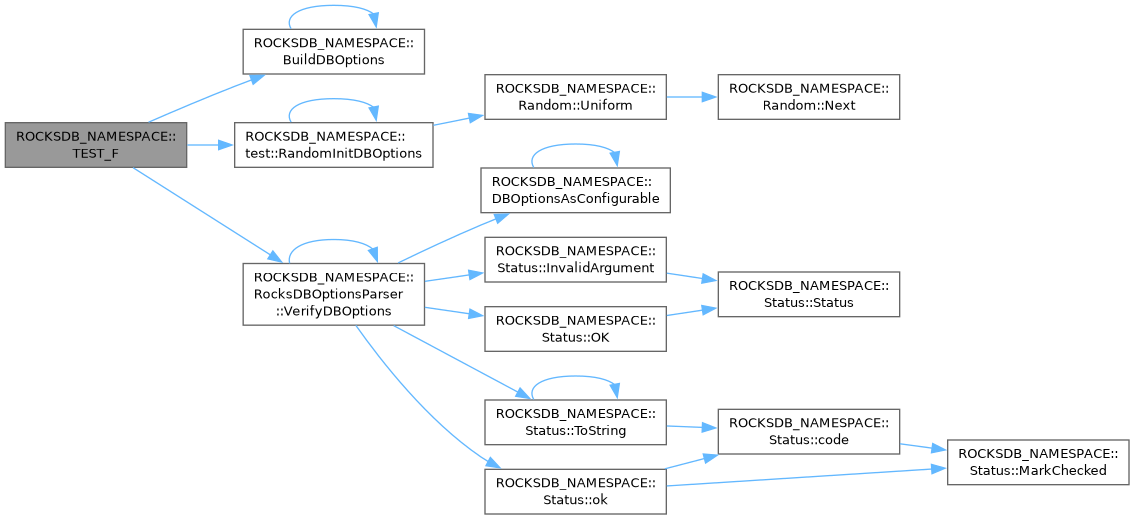 ROCKSDB_NAMESPACE::
TEST_F
ROCKSDB_NAMESPACE::
BuildDBOptions
ROCKSDB_NAMESPACE::
test::RandomInitDBOptions
ROCKSDB_NAMESPACE::
RocksDBOptionsParser
::VerifyDBOptions
ROCKSDB_NAMESPACE::
Random::Uniform
ROCKSDB_NAMESPACE::
DBOptionsAsConfigurable
ROCKSDB_NAMESPACE::
Status::InvalidArgument
ROCKSDB_NAMESPACE::
Status::OK
ROCKSDB_NAMESPACE::
Status::ToString
ROCKSDB_NAMESPACE::
Status::ok
ROCKSDB_NAMESPACE::
Random::Next
ROCKSDB_NAMESPACE::
Status::Status
ROCKSDB_NAMESPACE::
Status::code
ROCKSDB_NAMESPACE::
Status::MarkChecked